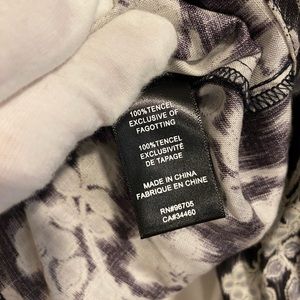 100%TENCEL
EXCLUSIVE OF
FAGOTTING
100%TENCEL
EXCLUSIVITÉ
DE TAPAGE
MADE IN CHINA
FABRIQUE EN CHINE
RN#96705
CA#34460